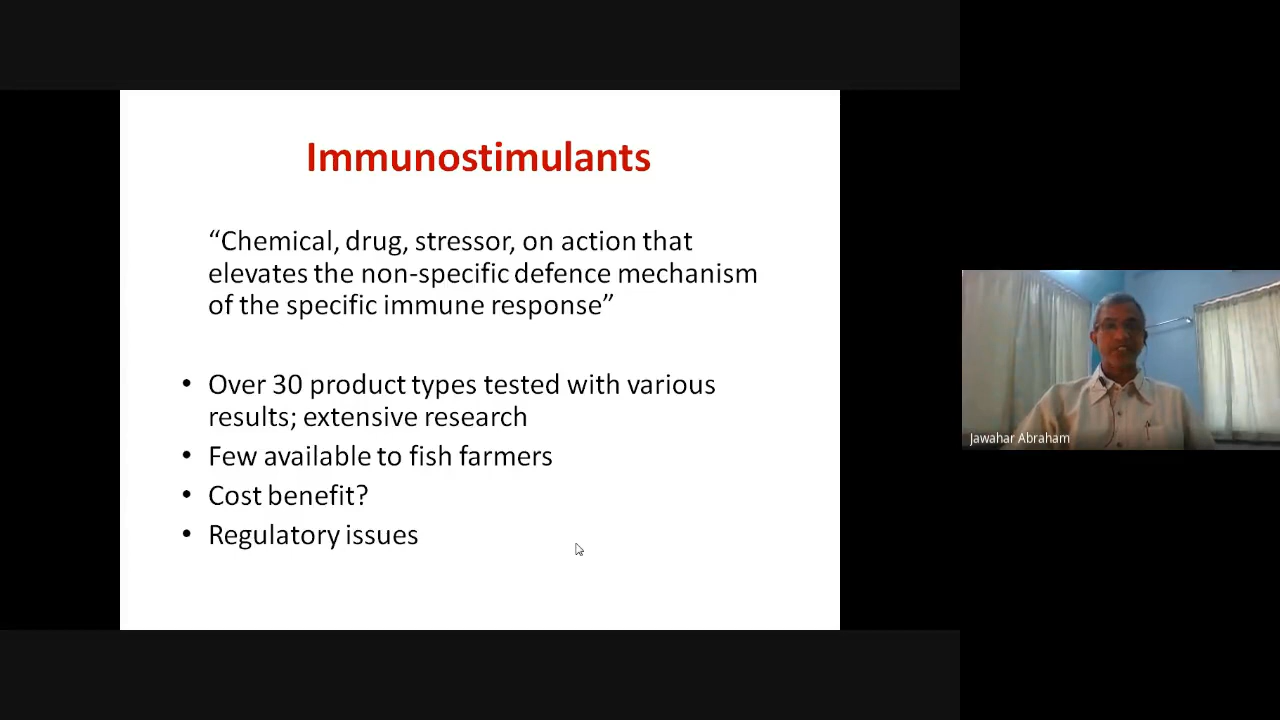 Immunostimulants
“Chemical, drug, stressor, on action that
elevates the non-specific defence mechanism
of the specific immune response”
• Over 30 product types tested with various
results; extensive research
• Few available to fish farmers
• Cost benefit?
• Regulatory issues
Jawahar Abraham